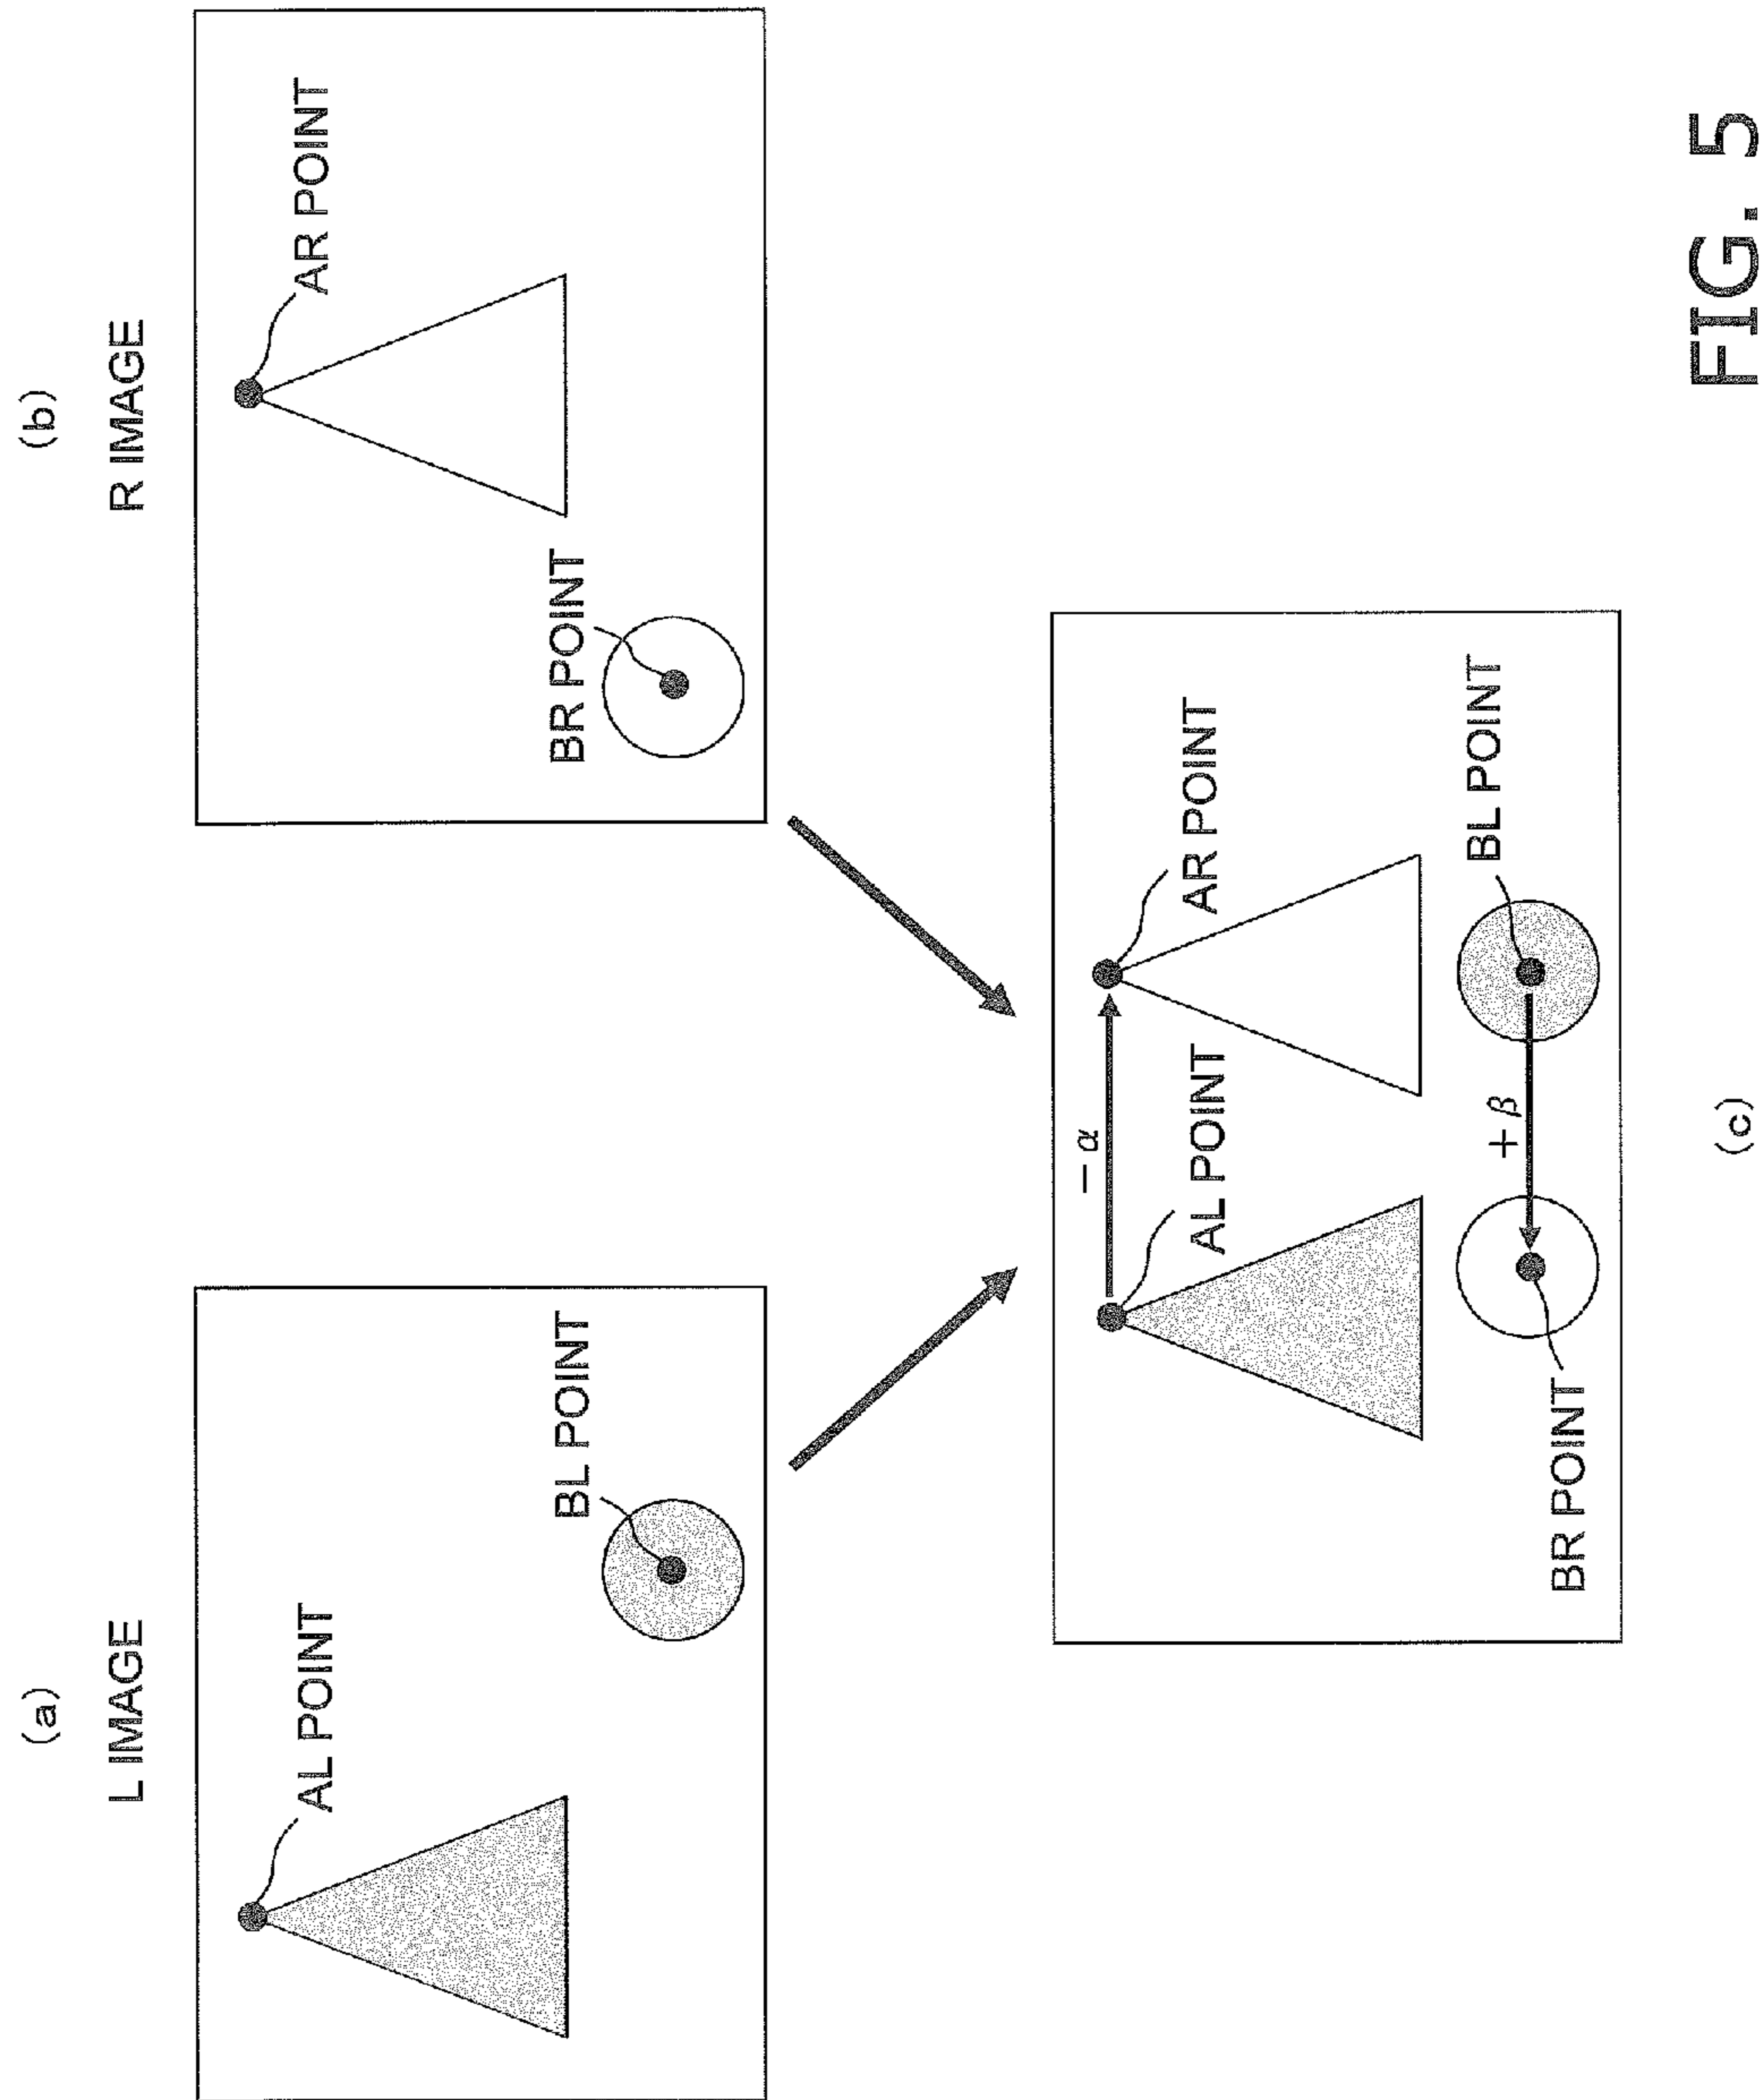 (a)
L IMAGE
AL POINT
BL POINT
(b)
R IMAGE
AR POINT
BR POINT
－α
AL POINT
AR POINT
＋β
BR POINT
BL POINT
(c)
FIG. 5